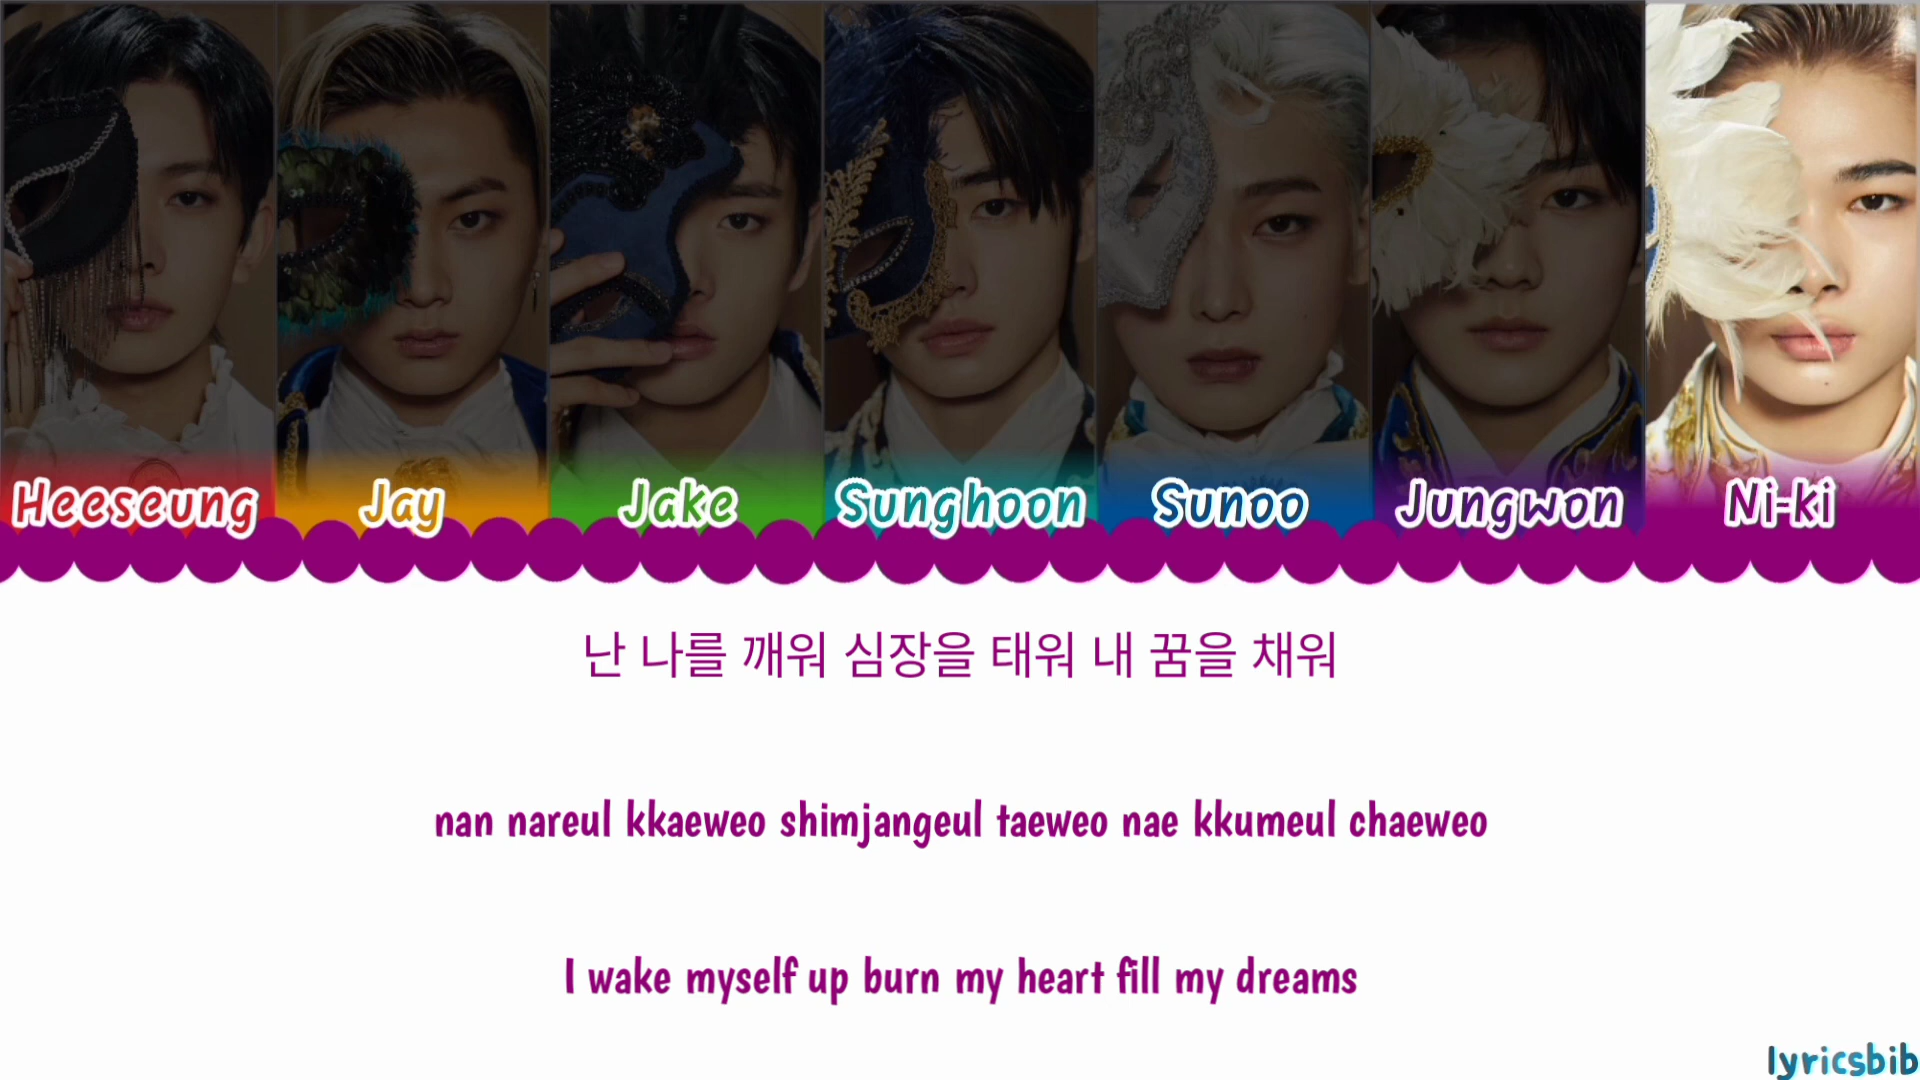 Heeseung Jay Jake Sunghoon Sunoo Jungwon Ni-ki
난 나를 깨워 심장을 태워 내 꿈을 채워
nan nareul kkaeweo shimjangeul taeweo nae kkumeul chaeweo
I wake myself up burn my heart fill my dreams
lyricsbib